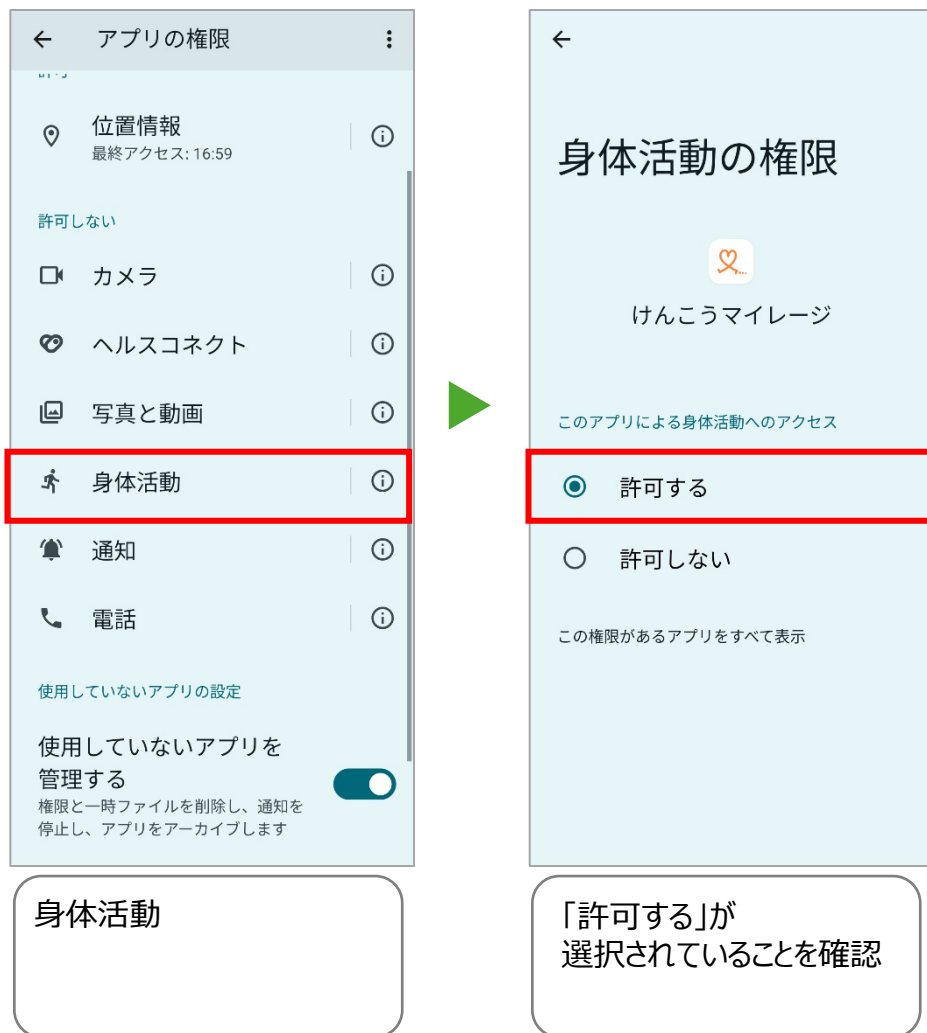 アプリの権限
位置情報
最終アクセス: 16:59
許可しない
カメラ
ヘルスコネクト
写真と動画
身体活動
通知
電話
使用していないアプリの設定
使用していないアプリを
管理する
権限と一時ファイルを削除し、通知を
停止し、アプリをアーカイブします
身体活動
身体活動の権限
けんこうマイレージ
このアプリによる身体活動へのアクセス
許可する
許可しない
この権限があるアプリをすべて表示
「許可する」が
選択されていることを確認